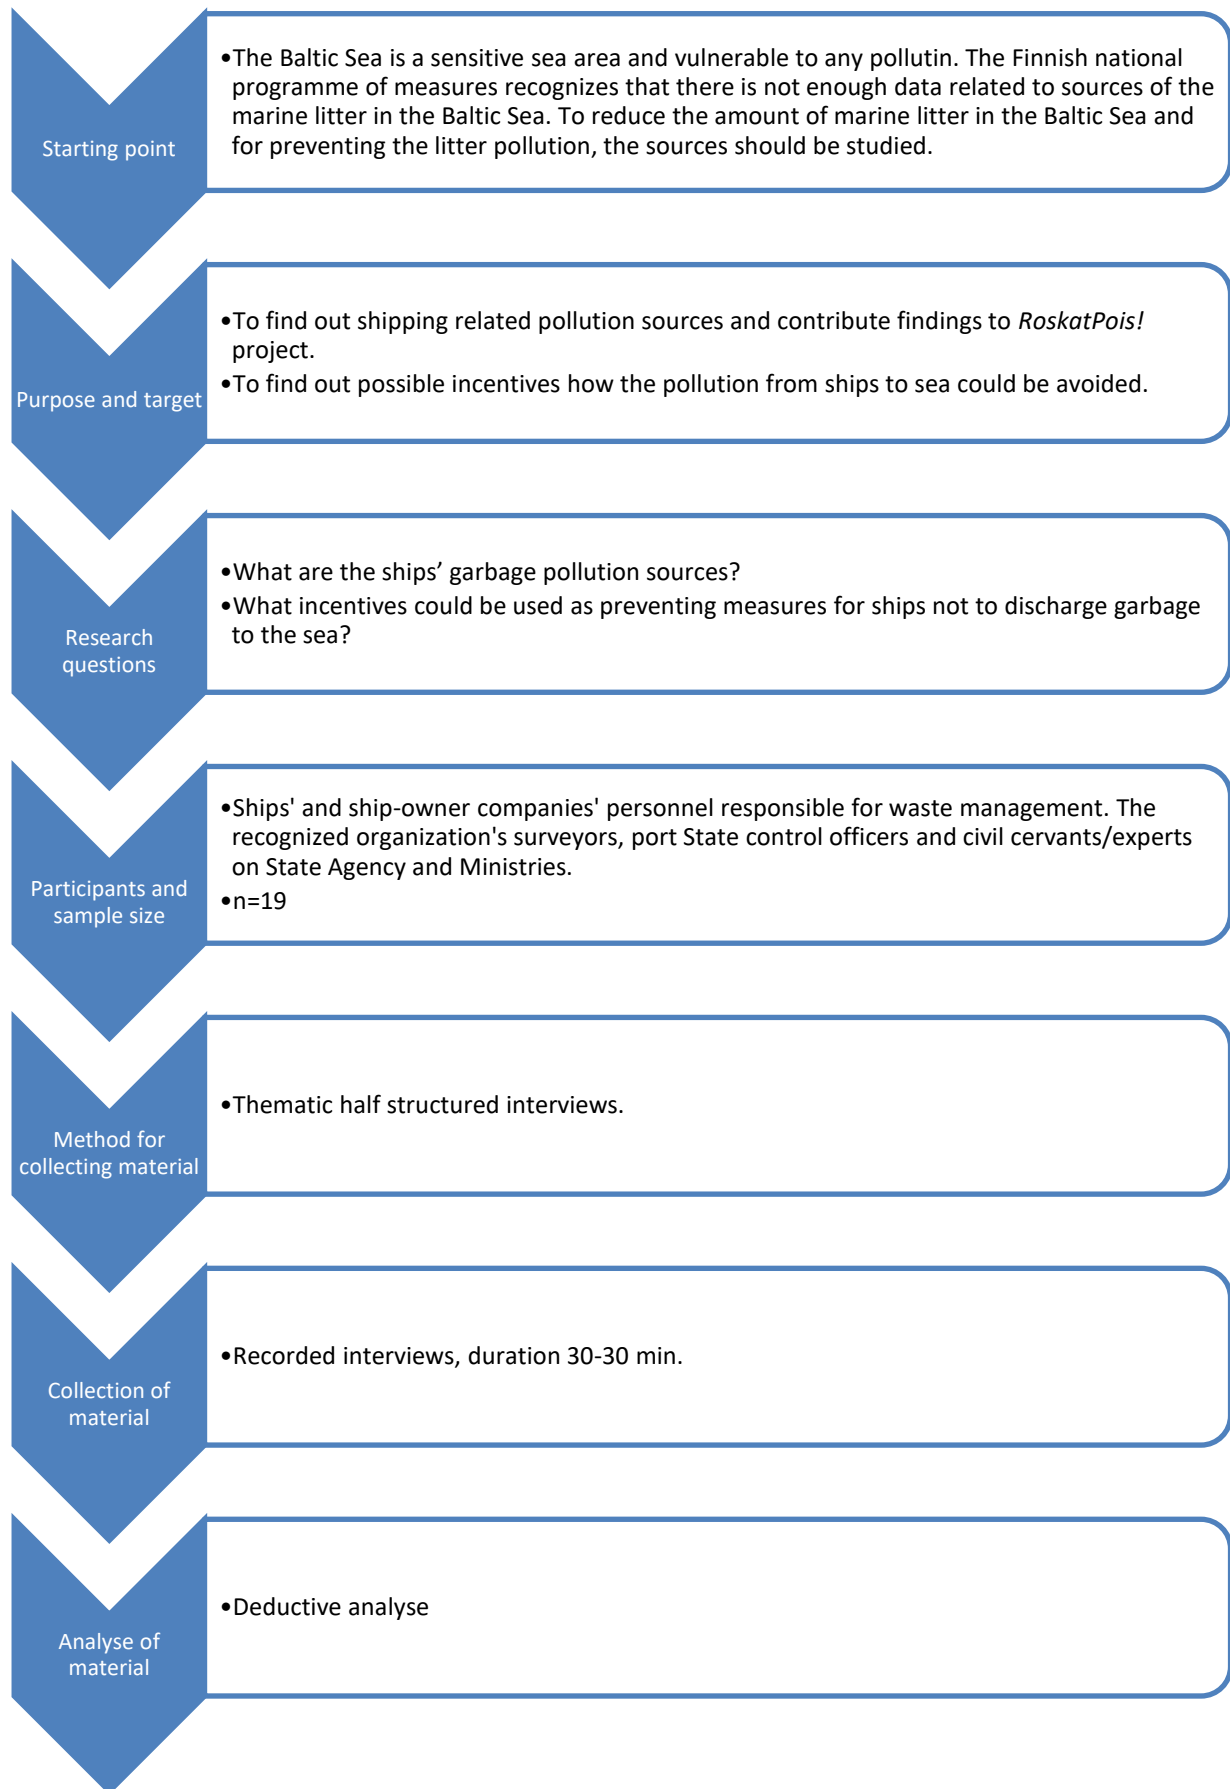 Starting point
•The Baltic Sea is a sensitive sea area and vulnerable to any pollutin. The Finnish national
programme of measures recognizes that there is not enough data related to sources of the
marine litter in the Baltic Sea. To reduce the amount of marine litter in the Baltic Sea and
for preventing the litter pollution, the sources should be studied.
Purpose and target
•To find out shipping related pollution sources and contribute findings to RoskatPois!
project.
•To find out possible incentives how the pollution from ships to sea could be avoided.
Research
questions
•What are the ships’ garbage pollution sources?
•What incentives could be used as preventing measures for ships not to discharge garbage
to the sea?
Participants and
sample size
•Ships' and ship-owner companies' personnel responsible for waste management. The
recognized organization's surveyors, port State control officers and civil cervants/experts
on State Agency and Ministries.
•n=19
Method for
collecting material
•Thematic half structured interviews.
Collection of
material
•Recorded interviews, duration 30-30 min.
Analyse of
material
•Deductive analyse